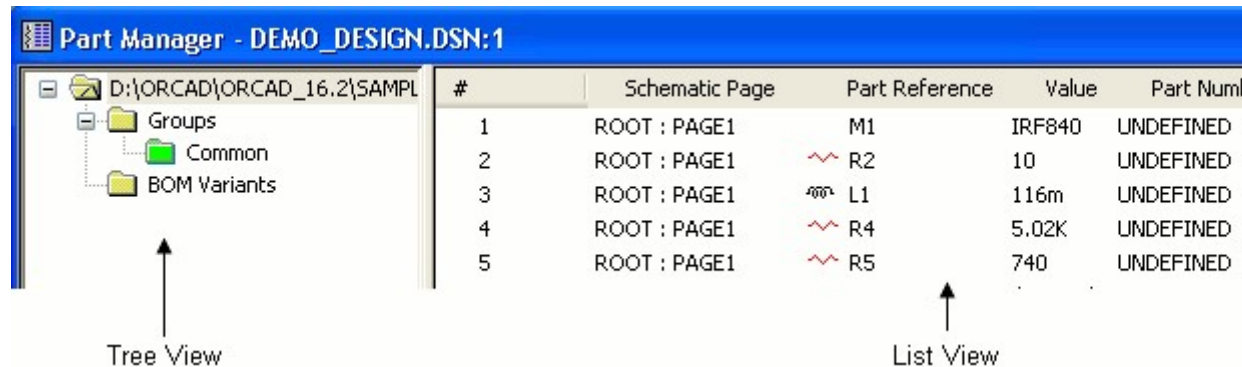 Part Manager - DEMO_DESIGN.DSN:1
D:\ORCAD\ORCAD_16.2\SAMPL
Groups
Common
BOM Variants
# Schematic Page Part Reference Value Part Num
1 ROOT : PAGE1 M1 IRF840 UNDEFINED
2 ROOT : PAGE1 R2 10 UNDEFINED
3 ROOT : PAGE1 L1 116m UNDEFINED
4 ROOT : PAGE1 R4 5.02K UNDEFINED
5 ROOT : PAGE1 R5 740 UNDEFINED
Tree View
List View